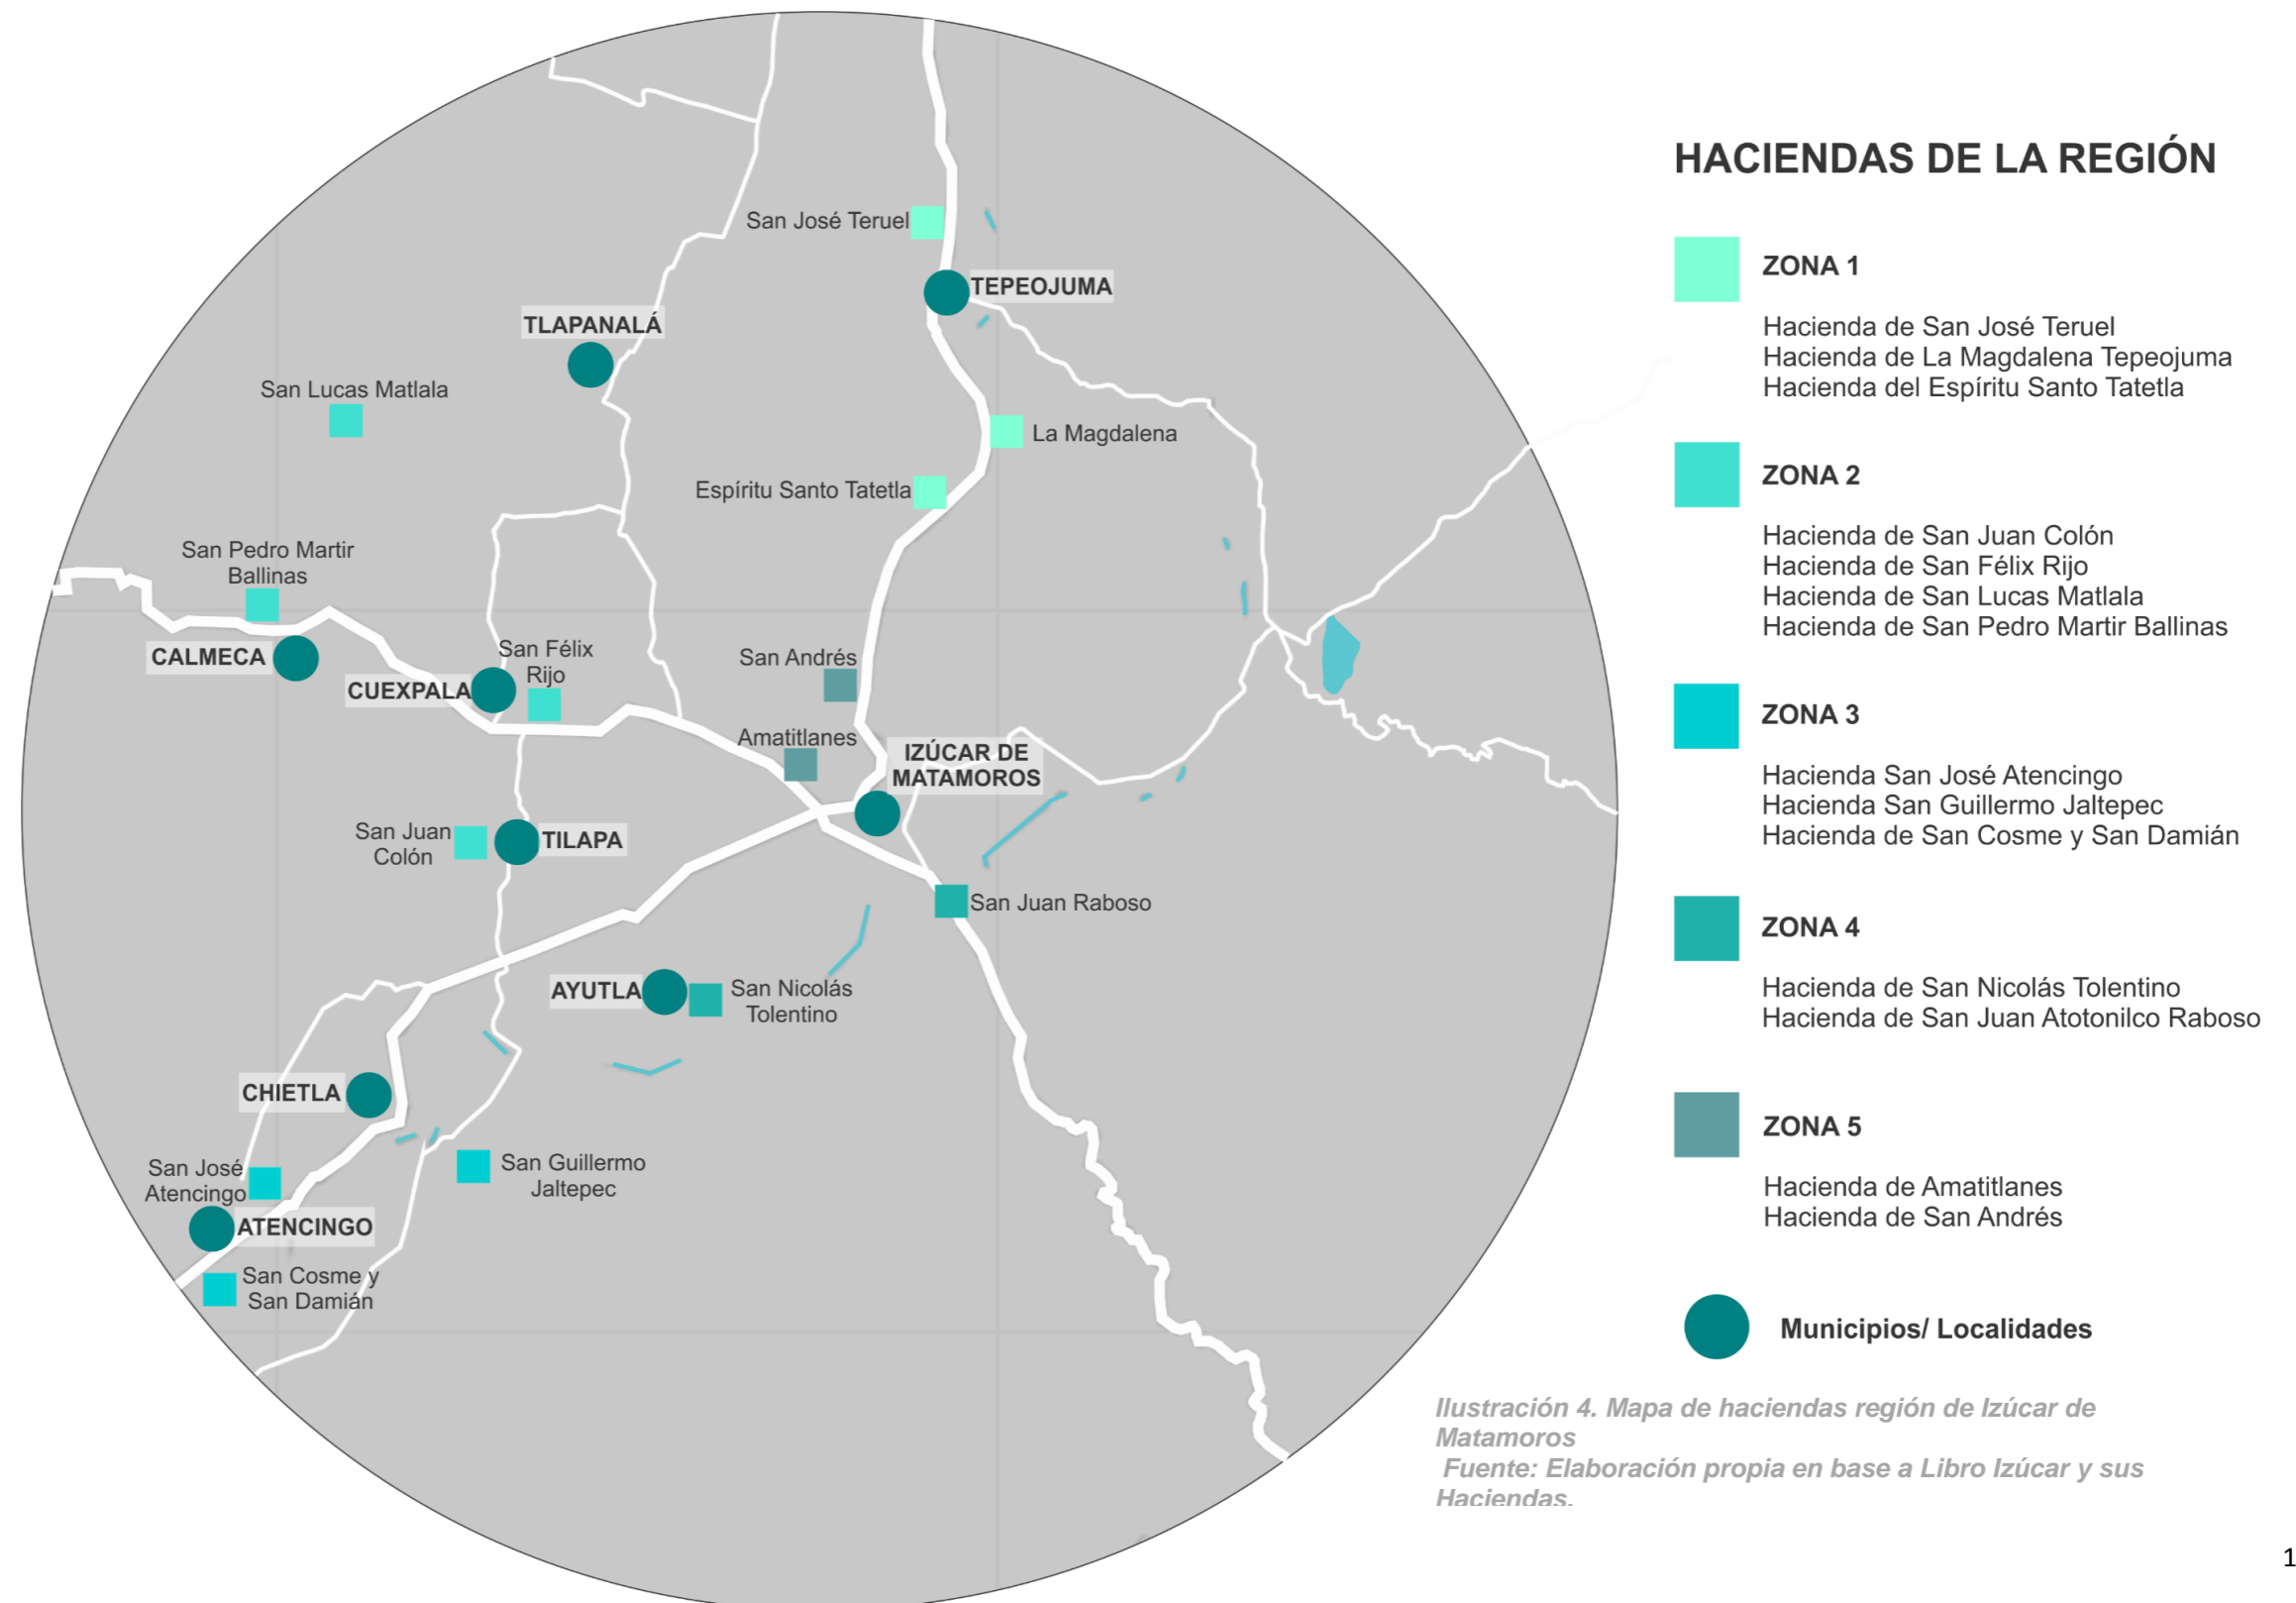 HACIENDAS DE LA REGIÓN
San José Teruel
TEPEOJUMA
TLAPANALÁ
San Lucas Matlala
La Magdalena
Espíritu Santo Tatetla
San Pedro Martir
Ballinas
CALMECA
San Félix
Rijo
CUEXPALA
San Andrés
Amatitlanes
IZÚCAR DE
MATAMOROS
San Juan
Colón
TILAPA
San Juan Raboso
AYUTLA
San Nicolás
Tolentino
CHIETLA
San Guillermo
Jaltepec
San José
Atencingo
ATENCINGO
San Cosme y
San Damián
ZONA 1
Hacienda de San José Teruel
Hacienda de La Magdalena Tepeojuma
Hacienda del Espíritu Santo Tatetla
ZONA 2
Hacienda de San Juan Colón
Hacienda de San Félix Rijo
Hacienda de San Lucas Matlala
Hacienda de San Pedro Martir Ballinas
ZONA 3
Hacienda San José Atencingo
Hacienda San Guillermo Jaltepec
Hacienda de San Cosme y San Damián
ZONA 4
Hacienda de San Nicolás Tolentino
Hacienda de San Juan Atotonilco Raboso
ZONA 5
Hacienda de Amatitlanes
Hacienda de San Andrés
Municipios/ Localidades
Ilustración 4. Mapa de haciendas región de Izúcar de
Matamoros
Fuente: Elaboración propia en base a Libro Izúcar y sus
Haciendas.
1